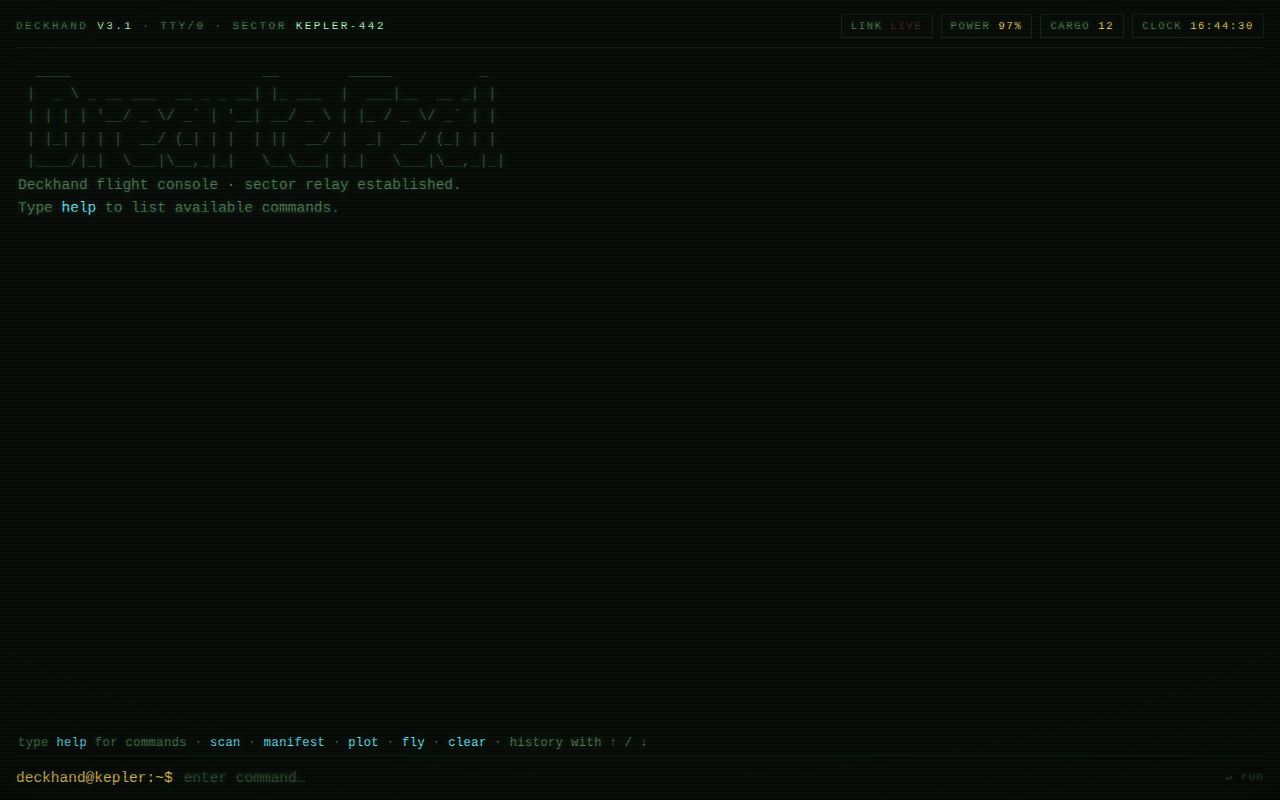 DECKHAND V3.1 · TTY/0 · SECTOR KEPLER-442
LINK LIVE
POWER 97%
CARGO 12
CLOCK 16:44:30
Deckhand flight console · sector relay established.
Type help to list available commands.
type help for commands · scan · manifest · plot · fly · clear · history with ↑ / ↓
deckhand@kepler:~$ enter command…
↵ run